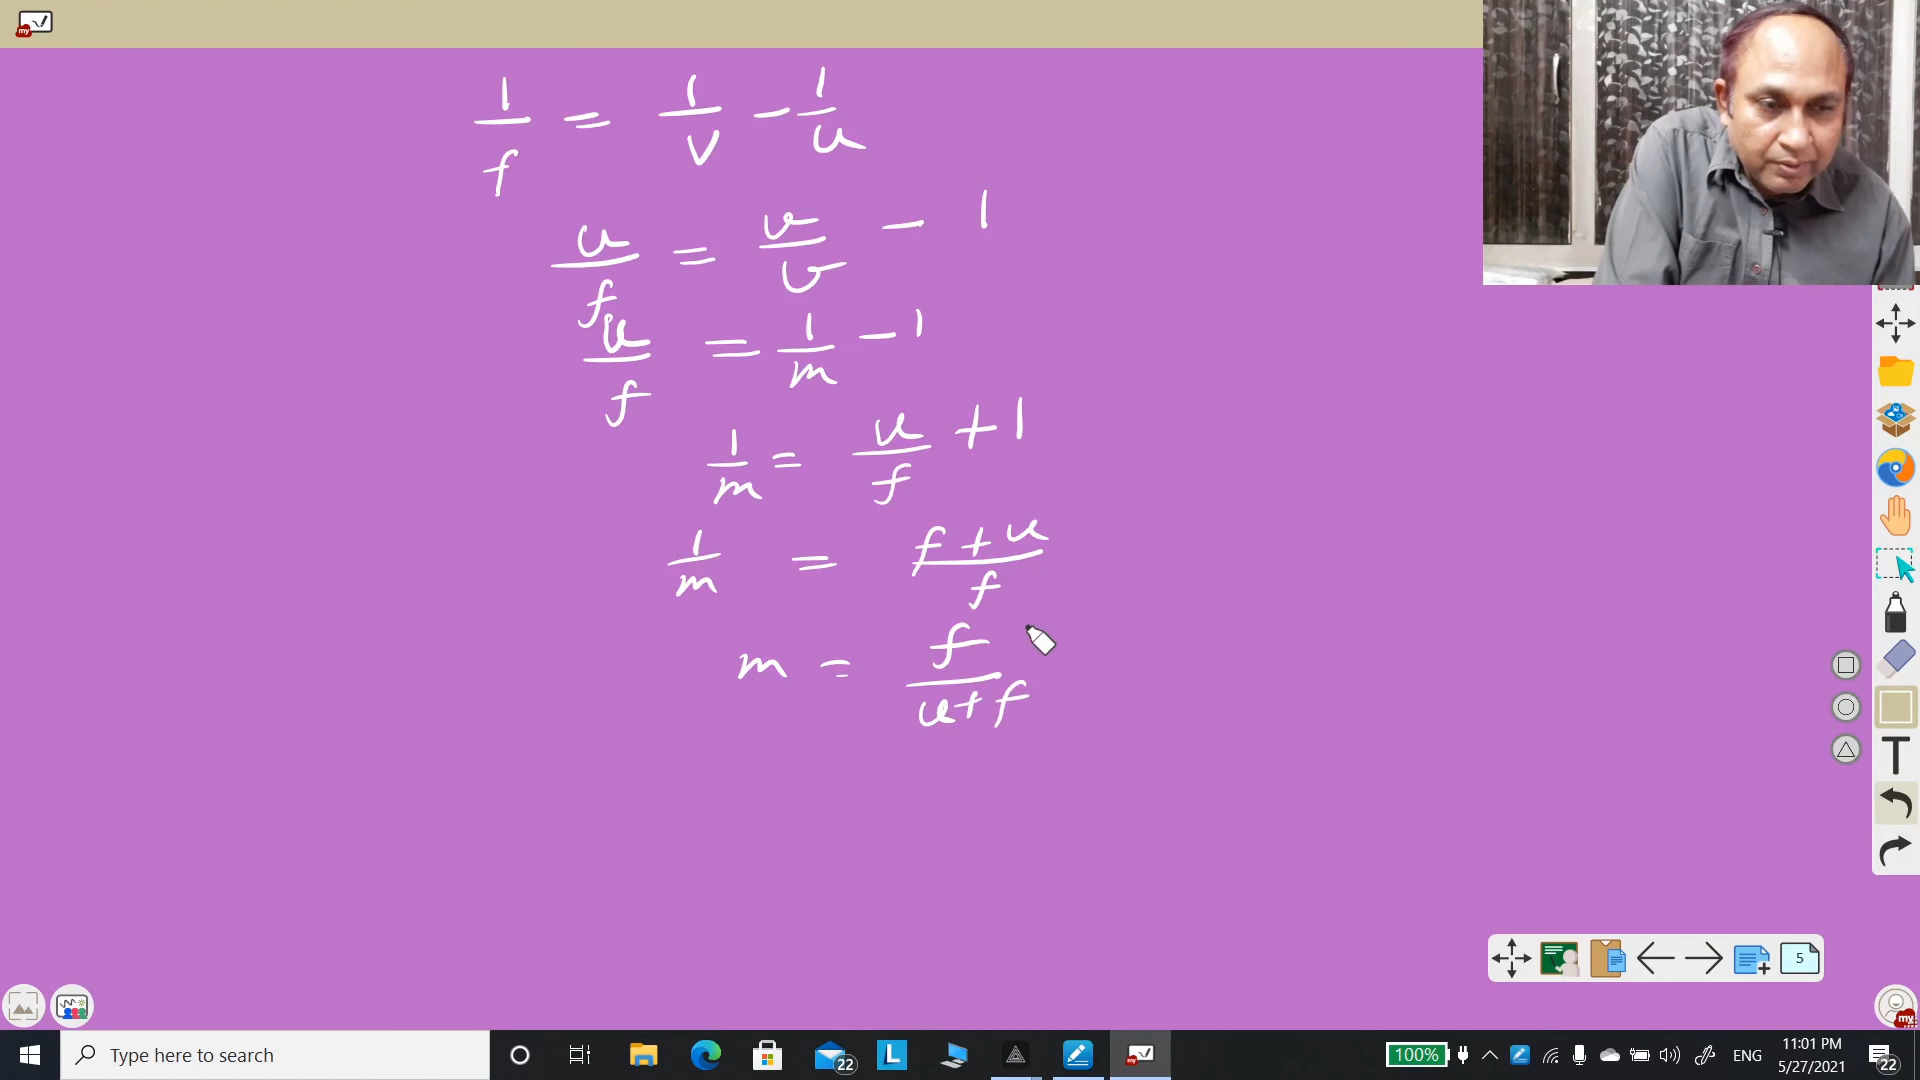 1/f = 1/v - 1/u
u/f = u/v - 1
u/f = 1/m - 1
1/m = u/f + 1
1/m = f + u/f
m = f/u+f
T
5
my
Type here to search
22
L
100%
ENG
11:01 PM
5/27/2021
22